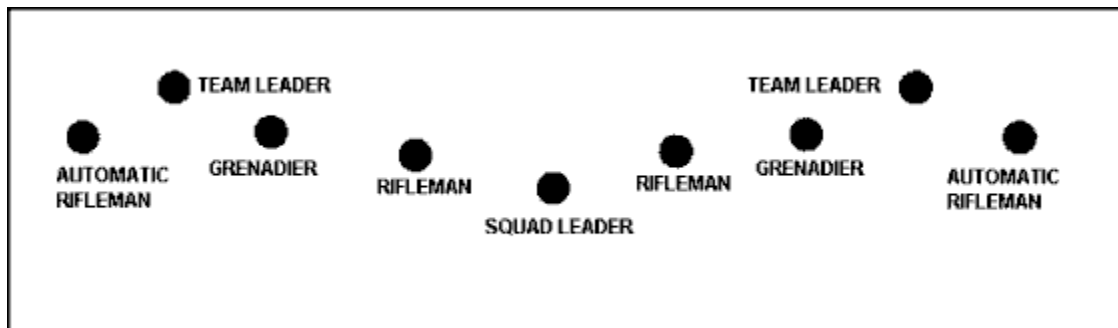 TEAM LEADER
TEAM LEADER
AUTOMATIC
RIFLEMAN
GRENADIER
RIFLEMAN
SQUAD LEADER
RIFLEMAN
GRENADIER
AUTOMATIC
RIFLEMAN